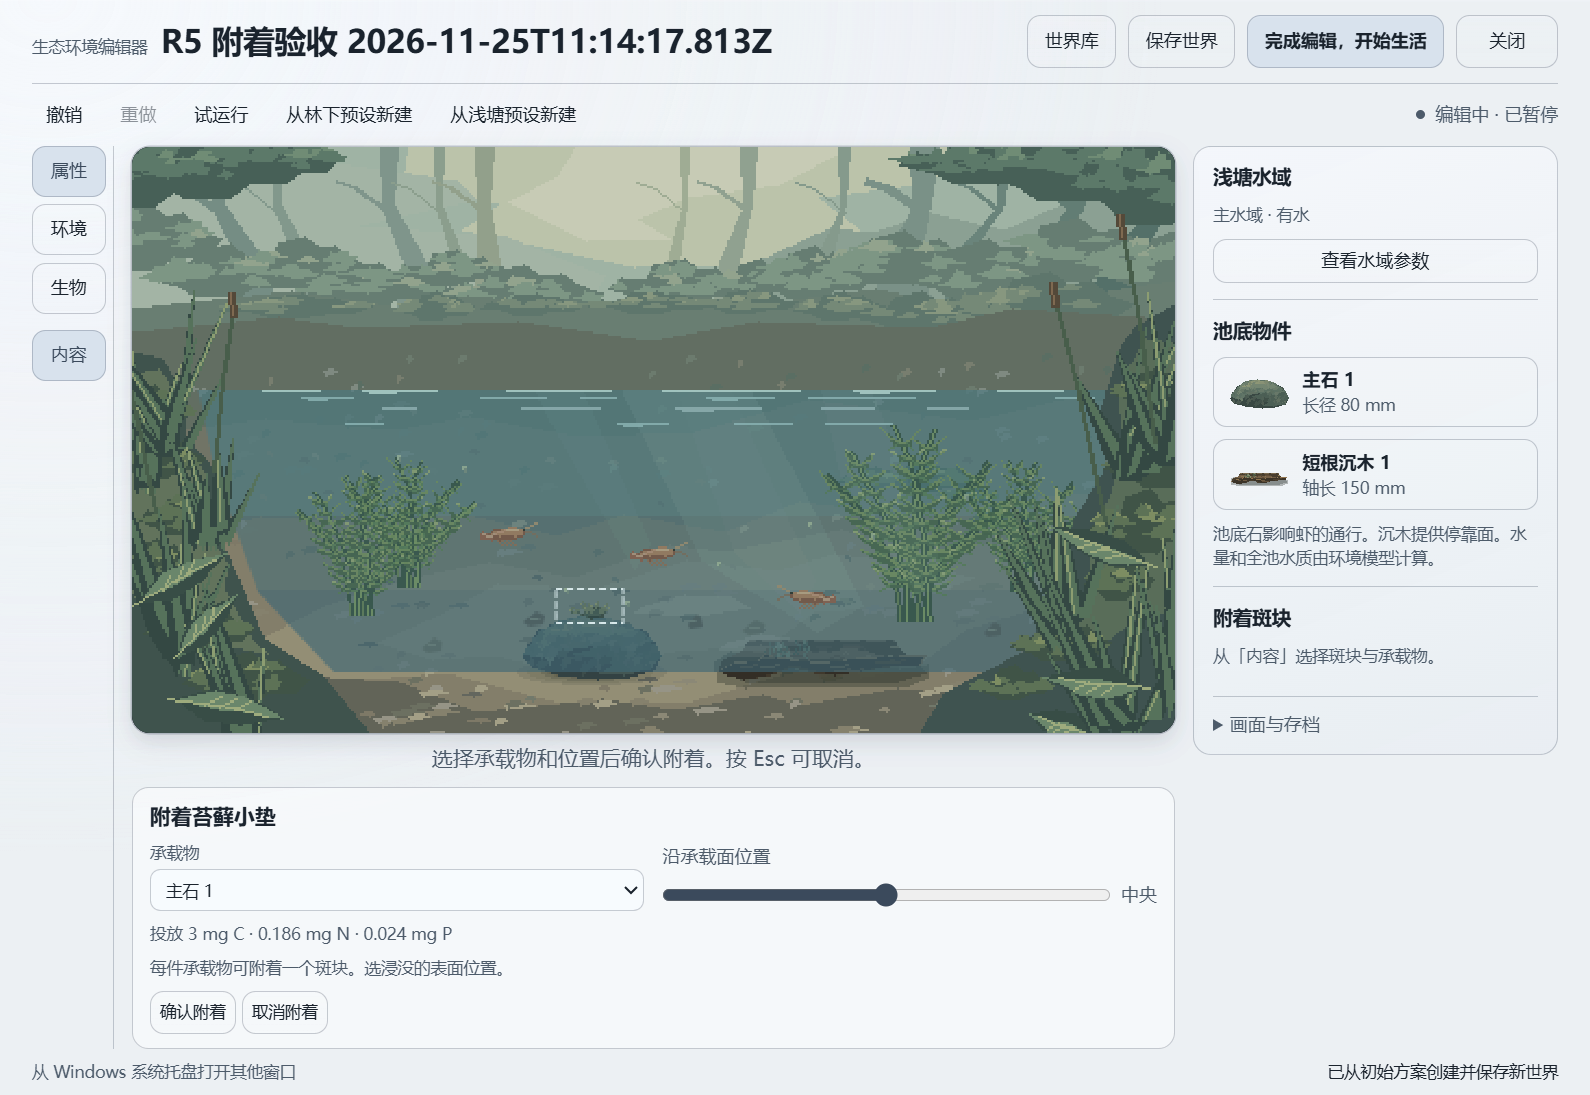 生态环境编辑器 R5 附着验收 2026-11-25T11:14:17.813Z
世界库
保存世界
完成编辑，开始生活
关闭
撤销
重做
试运行
从林下预设新建
从浅塘预设新建
编辑中 · 已暂停
属性
环境
生物
内容
浅塘水域
主水域 · 有水
查看水域参数
池底物件
主石 1
长径 80 mm
短根沉木 1
轴长 150 mm
池底石影响虾的通行。沉木提供停靠面。水
量和全池水质由环境模型计算。
附着斑块
从「内容」选择斑块与承载物。
画面与存档
选择承载物和位置后确认附着。按 Esc 可取消。
附着苔藓小垫
承载物
主石 1
沿承载面位置
中央
投放 3 mg C · 0.186 mg N · 0.024 mg P
每件承载物可附着一个斑块。选浸没的表面位置。
确认附着
取消附着
从 Windows 系统托盘打开其他窗口
已从初始方案创建并保存新世界